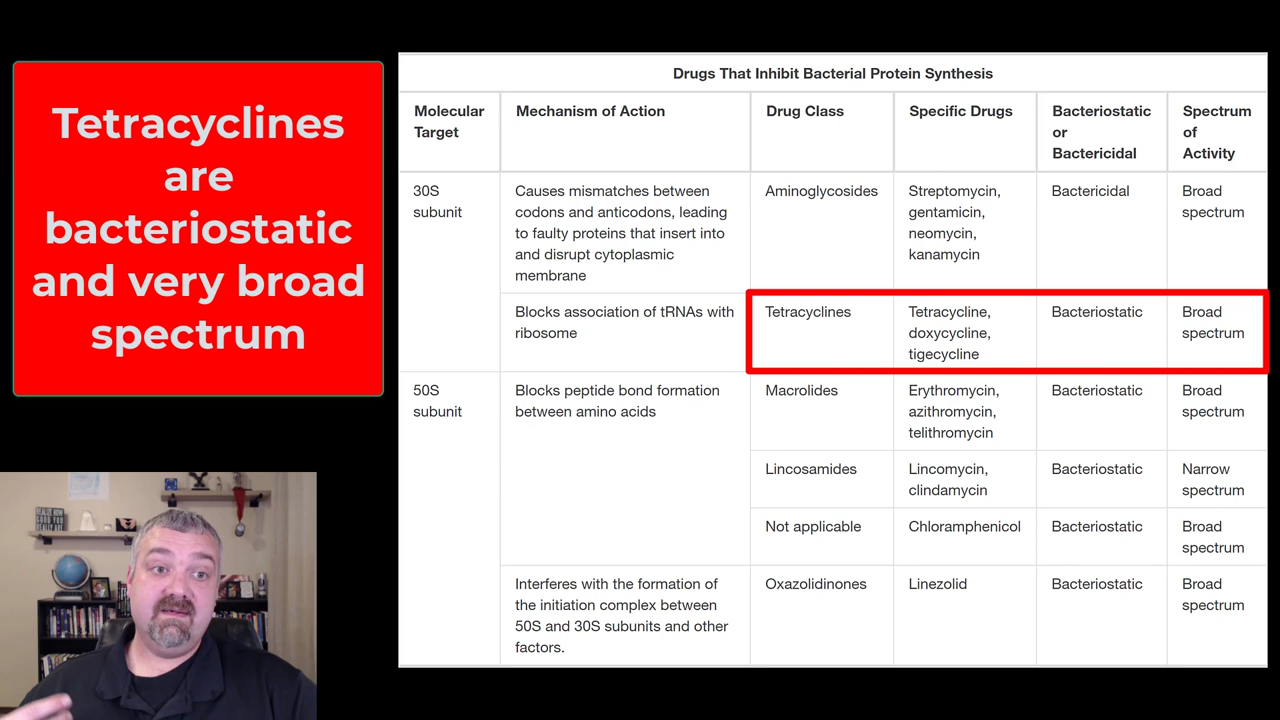 Tetracyclines
are
bacteriostatic
and very broad
spectrum
Drugs That Inhibit Bacterial Protein Synthesis
Molecular
Target
Mechanism of Action
Drug Class
Specific Drugs
Bacteriostatic
or
Bactericidal
Spectrum
of
Activity
30S
subunit
Causes mismatches between
codons and anticodons, leading
to faulty proteins that insert into
and disrupt cytoplasmic
membrane
Aminoglycosides
Streptomycin,
gentamicin,
neomycin,
kanamycin
Bactericidal
Broad
spectrum
Blocks association of tRNAs with
ribosome
Tetracyclines
Tetracycline,
doxycycline,
tigecycline
Bacteriostatic
Broad
spectrum
50S
subunit
Blocks peptide bond formation
between amino acids
Macrolides
Erythromycin,
azithromycin,
telithromycin
Bacteriostatic
Broad
spectrum
Lincosamides
Lincomycin,
clindamycin
Bacteriostatic
Narrow
spectrum
Not applicable
Chloramphenicol
Bacteriostatic
Broad
spectrum
Interferes with the formation of
the initiation complex between
50S and 30S subunits and other
factors.
Oxazolidinones
Linezolid
Bacteriostatic
Broad
spectrum